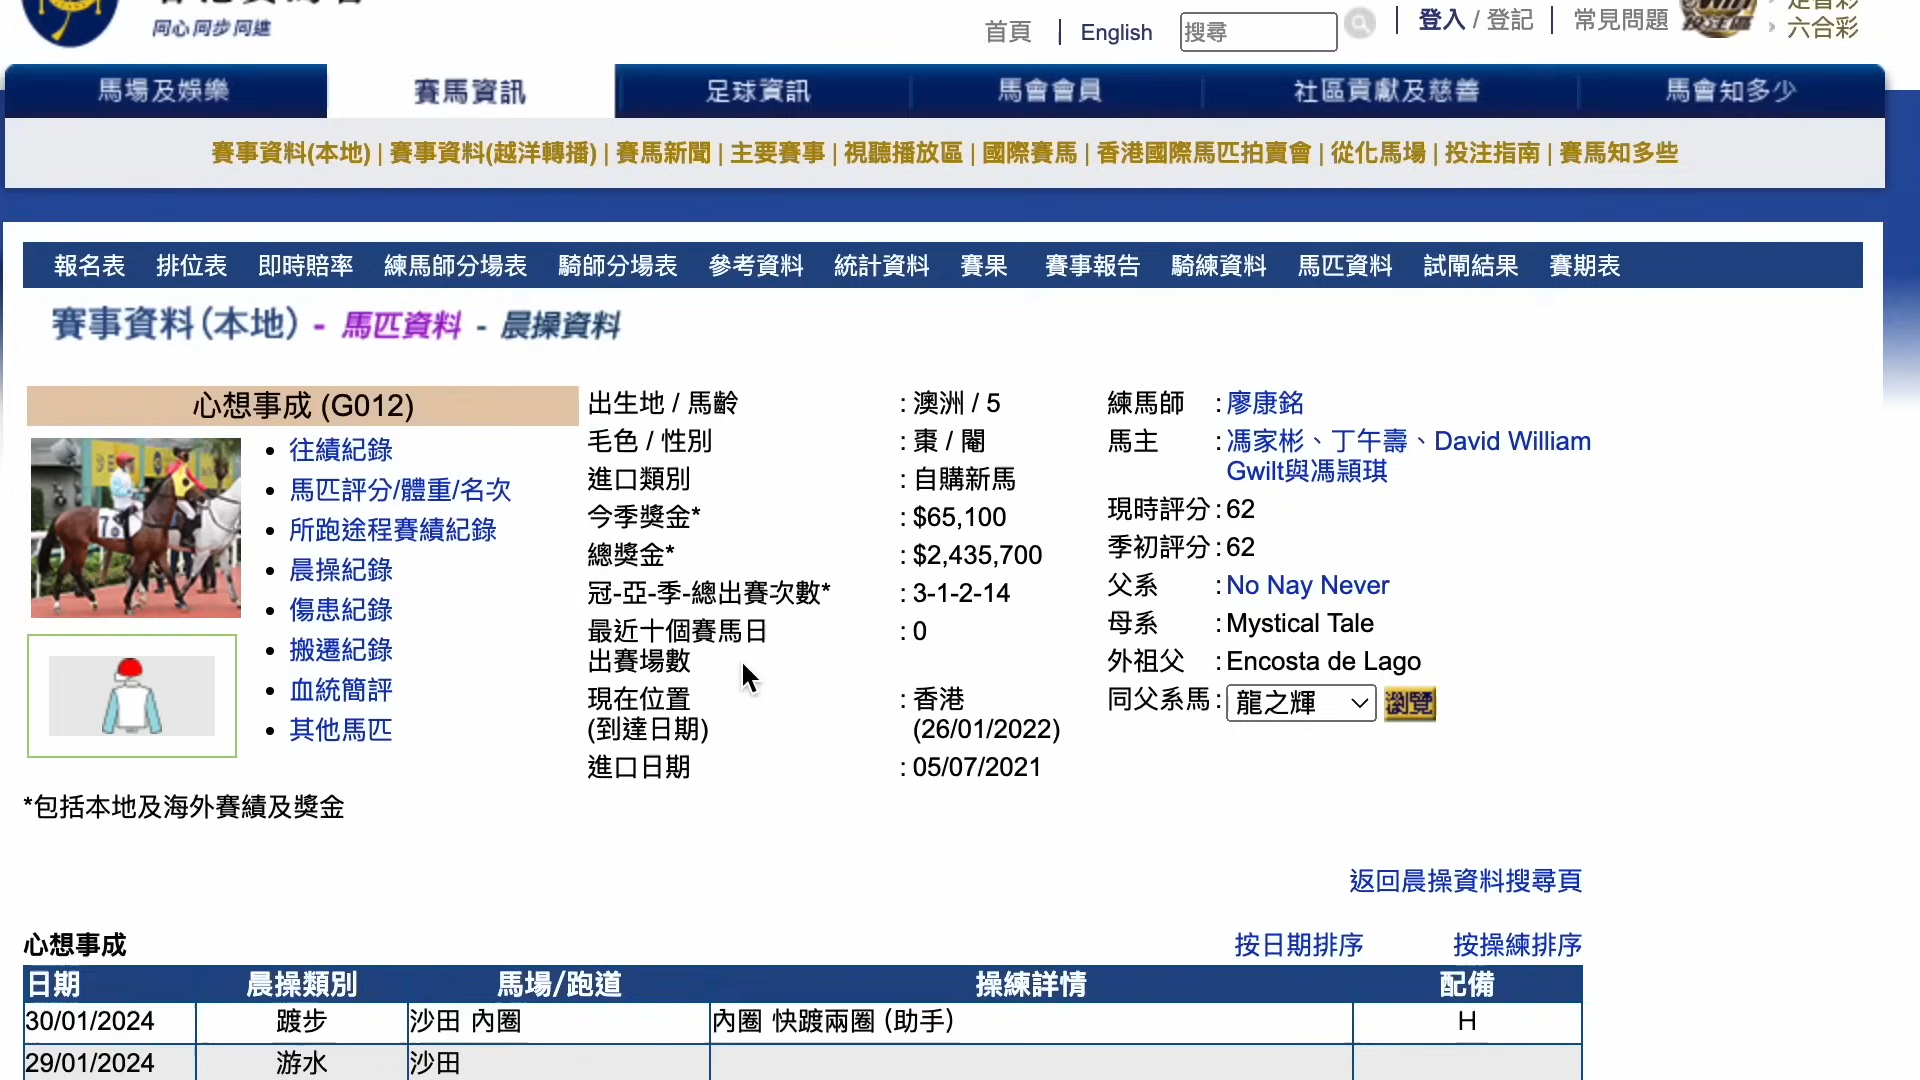 同心同步同進
首頁 | English 搜尋 | 登入 / 登記 | 常見問題
六合彩
馬場及娛樂 賽馬資訊 足球資訊 馬會會員 社區貢獻及慈善 馬會知多少
賽事資料(本地) | 賽事資料(越洋轉播) | 賽馬新聞 | 主要賽事 | 視聽播放區 | 國際賽馬 | 香港國際馬匹拍賣會 | 從化馬場 | 投注指南 | 賽馬知多些
報名表 排位表 即時賠率 練馬師分場表 騎師分場表 參考資料 統計資料 賽果 賽事報告 騎練資料 馬匹資料 試閘結果 賽期表
賽事資料(本地) - 馬匹資料 - 晨操資料
心想事成 (G012)
往績紀錄
馬匹評分/體重/名次
所跑途程賽績紀錄
晨操紀錄
傷患紀錄
搬遷紀錄
血統簡評
其他馬匹
出生地 / 馬齡 : 澳洲 / 5
毛色 / 性別 : 棗 / 閹
進口類別 : 自購新馬
今季獎金* : $65,100
總獎金* : $2,435,700
冠-亞-季-總出賽次數* : 3-1-2-14
最近十個賽馬日 : 0
出賽場數
現在位置 : 香港
(到達日期) (26/01/2022)
進口日期 : 05/07/2021
練馬師 : 廖康銘
馬主 : 馮家彬、丁午壽、David William
Gwilt與馮穎琪
現時評分 : 62
季初評分 : 62
父系 : No Nay Never
母系 : Mystical Tale
外祖父 : Encosta de Lago
同父系馬 : 龍之輝 瀏覽
*包括本地及海外賽績及獎金
返回晨操資料搜尋頁
心想事成 按日期排序 按操練排序
日期 晨操類別 馬場/跑道 操練詳情 配備
30/01/2024 踱步 沙田 內圈 內圈 快踱兩圈 (助手) H
29/01/2024 游水 沙田